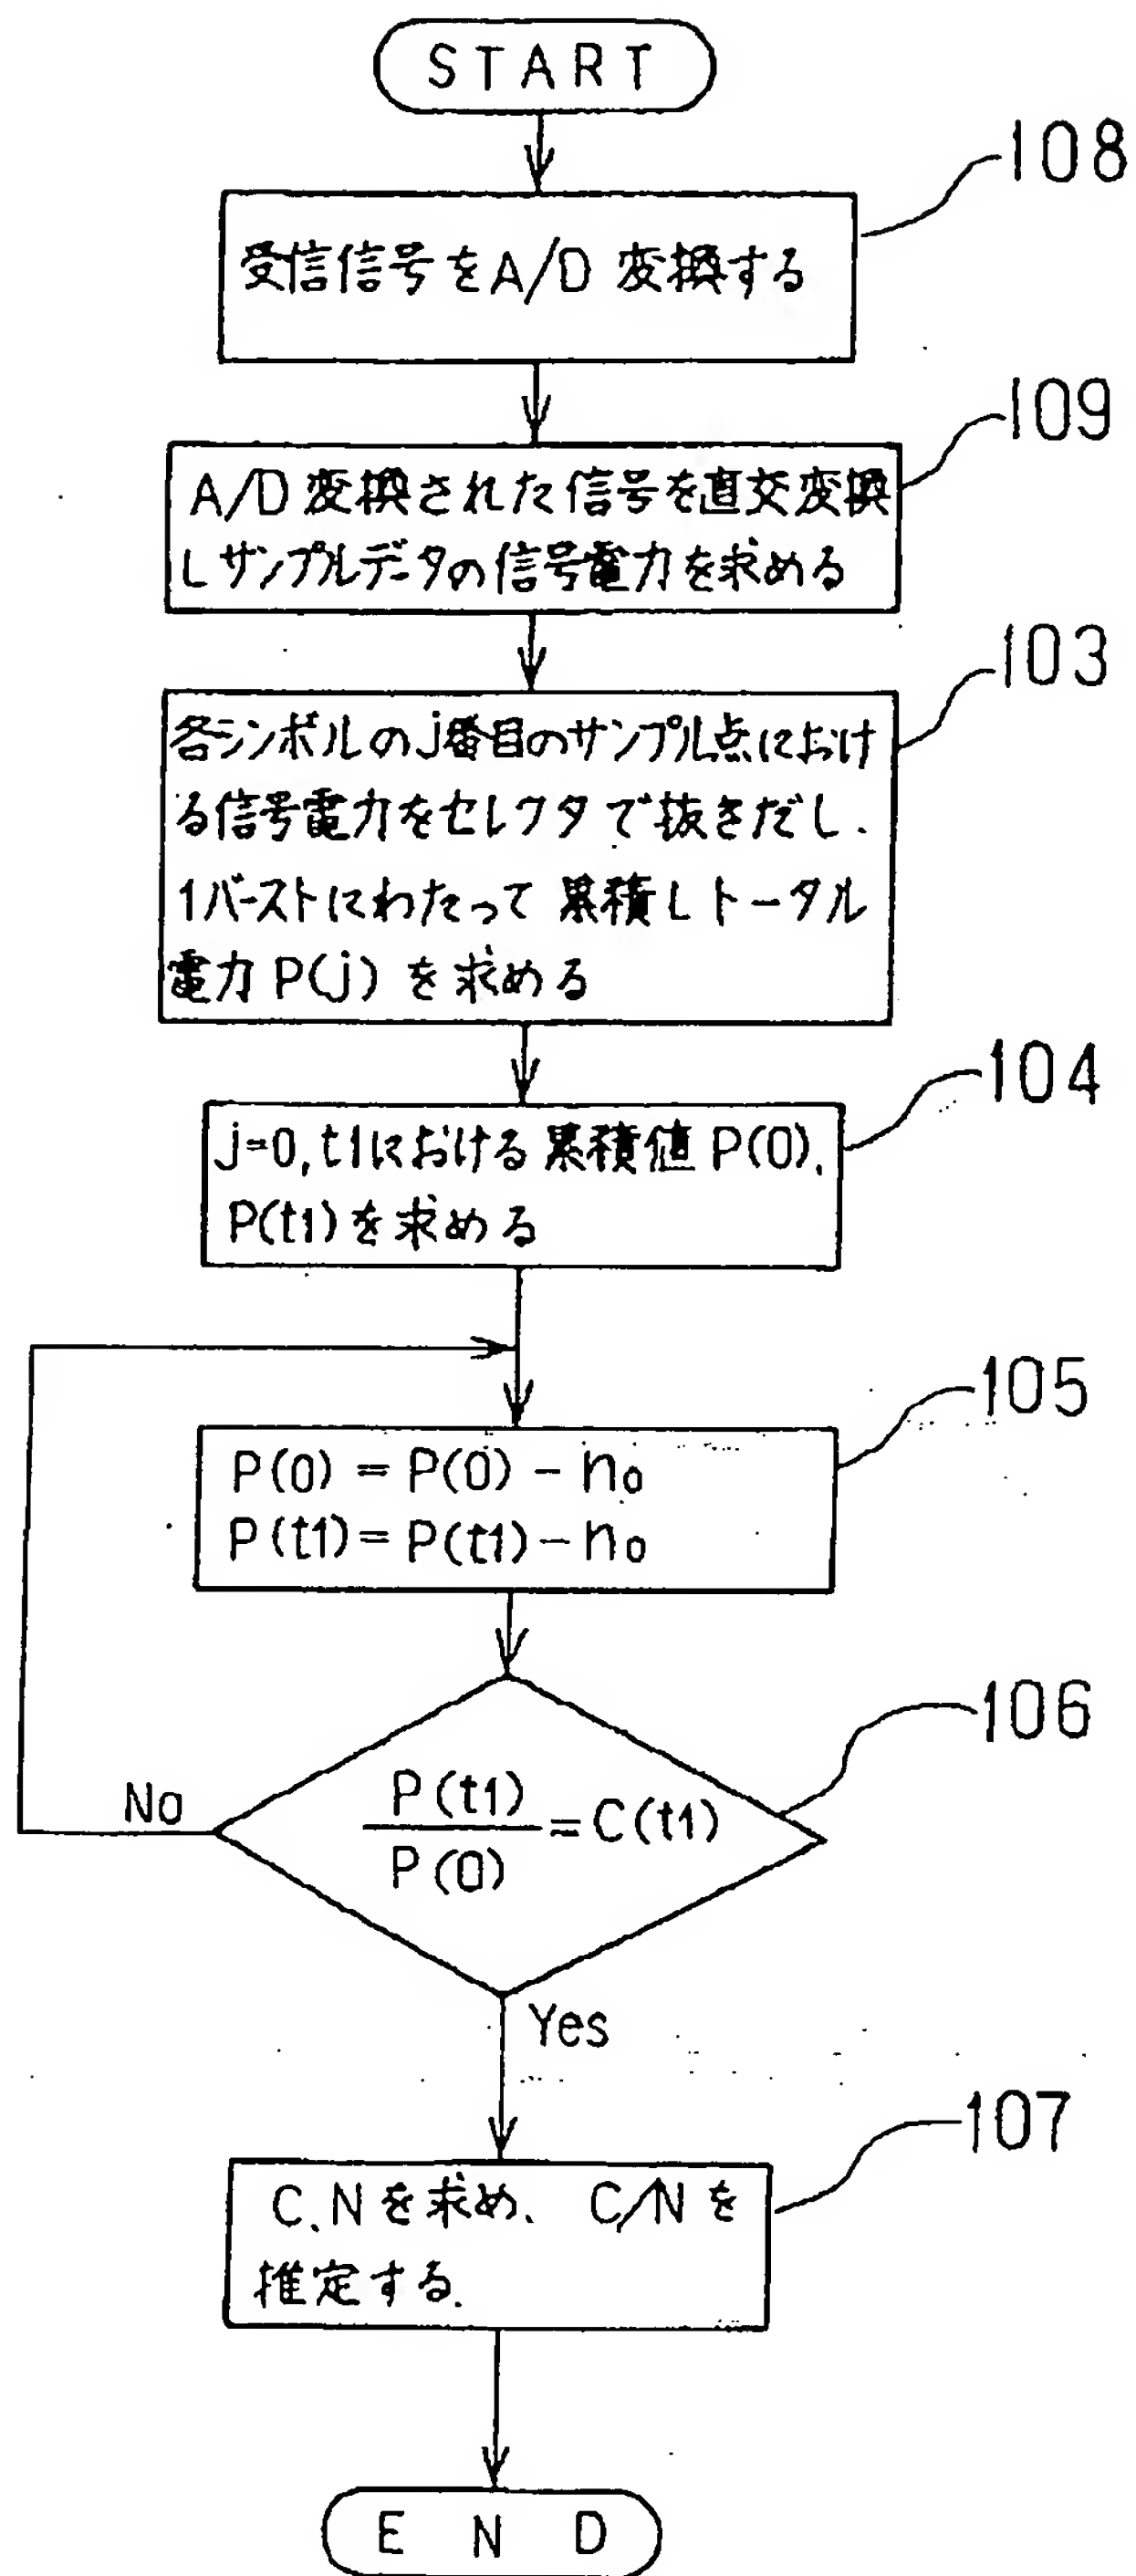 START
108
受信信号をA/D 変換する
109
A/D 変換された信号を直交変換
しサンプルデータの信号電力を求める
103
各シンボルのj番目のサンプル点におけ
る信号電力をセレクタで抜きだし、
1バーストにわたって累積しトータル
電力 P(j) を求める
104
j=0,t1における累積値 P(0),
P(t1)を求める
105
P(0) = P(0) - n₀
P(t1) = P(t1) - n₀
106
No
P(t1)
P(0)
= C(t1)
Yes
107
C、Nを求め、 C/Nを
推定する.
END